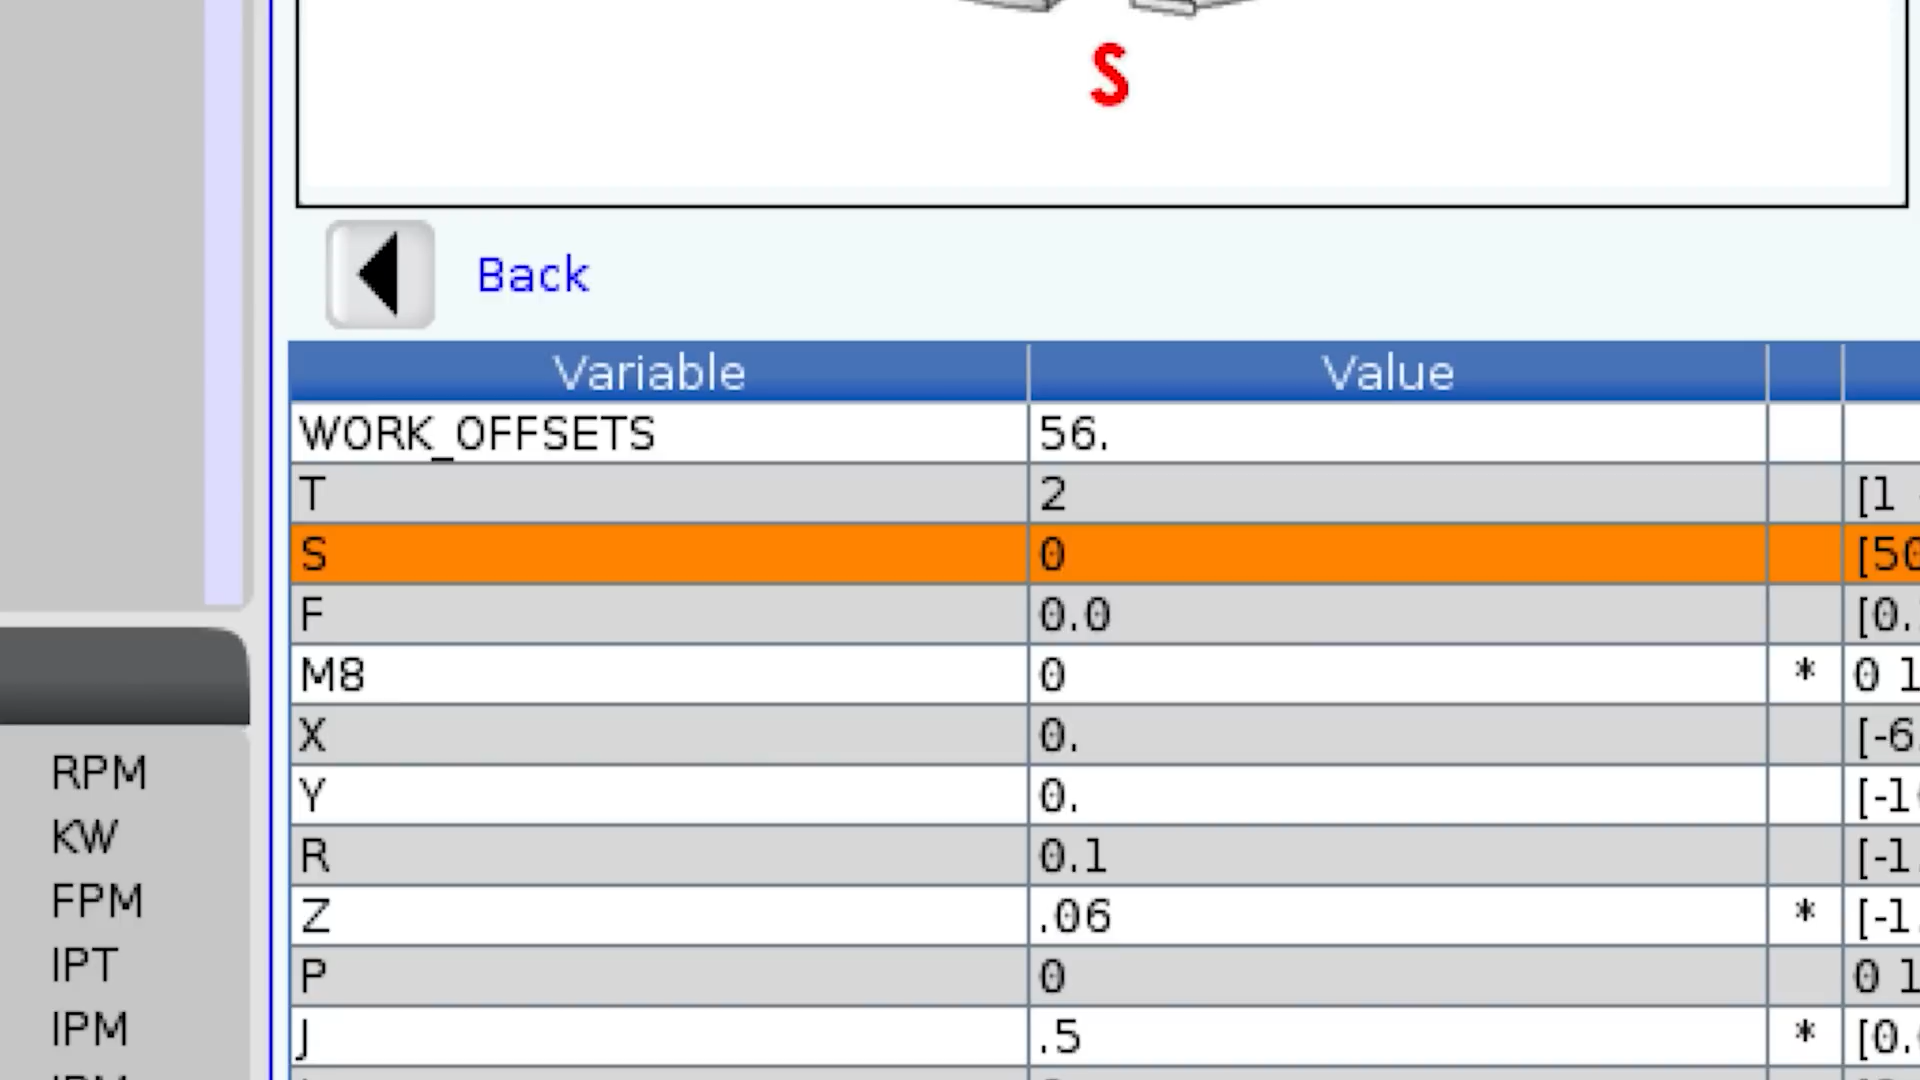 S
Back
Variable Value
WORK_OFFSETS 56.
T 2 [1
S 0 [50
F 0.0 [0.
M8 0 * 0 1
X 0. [-6.
Y 0. [-1
R 0.1 [-1.
Z .06 * [-1.
P 0 0 1
J .5 * [0.
RPM
KW
FPM
IPT
IPM